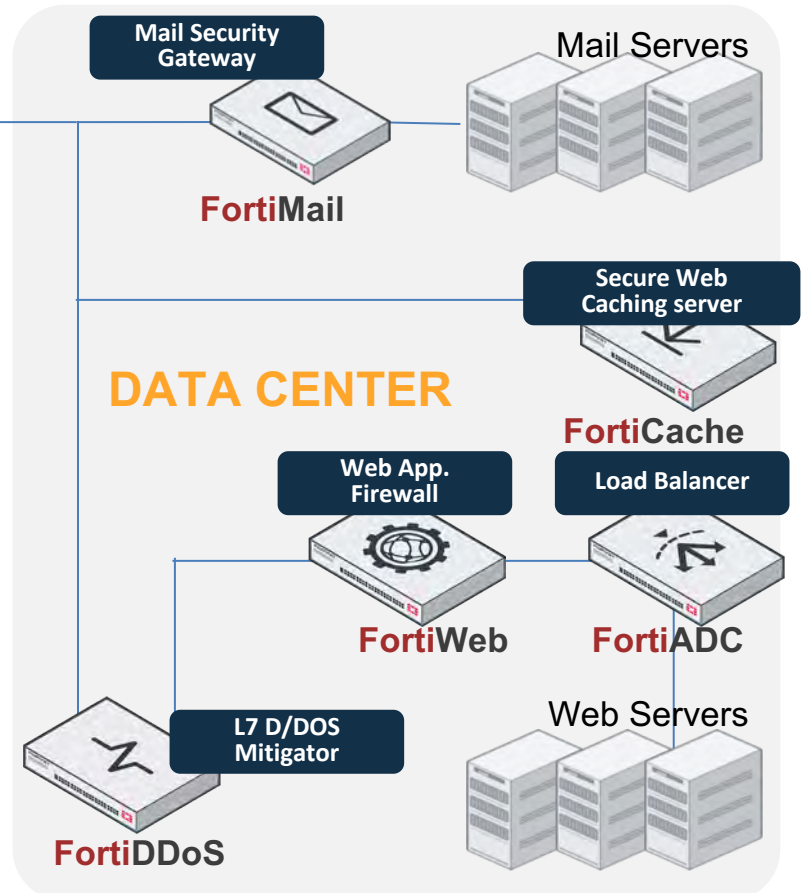 Mail Security
Gateway
Mail Servers
FortiMail
Secure Web
Caching server
DATA CENTER
FortiCache
Web App.
Firewall
Load Balancer
FortiWeb
FortiADC
L7 D/DOS
Mitigator
Web Servers
FortiDDoS